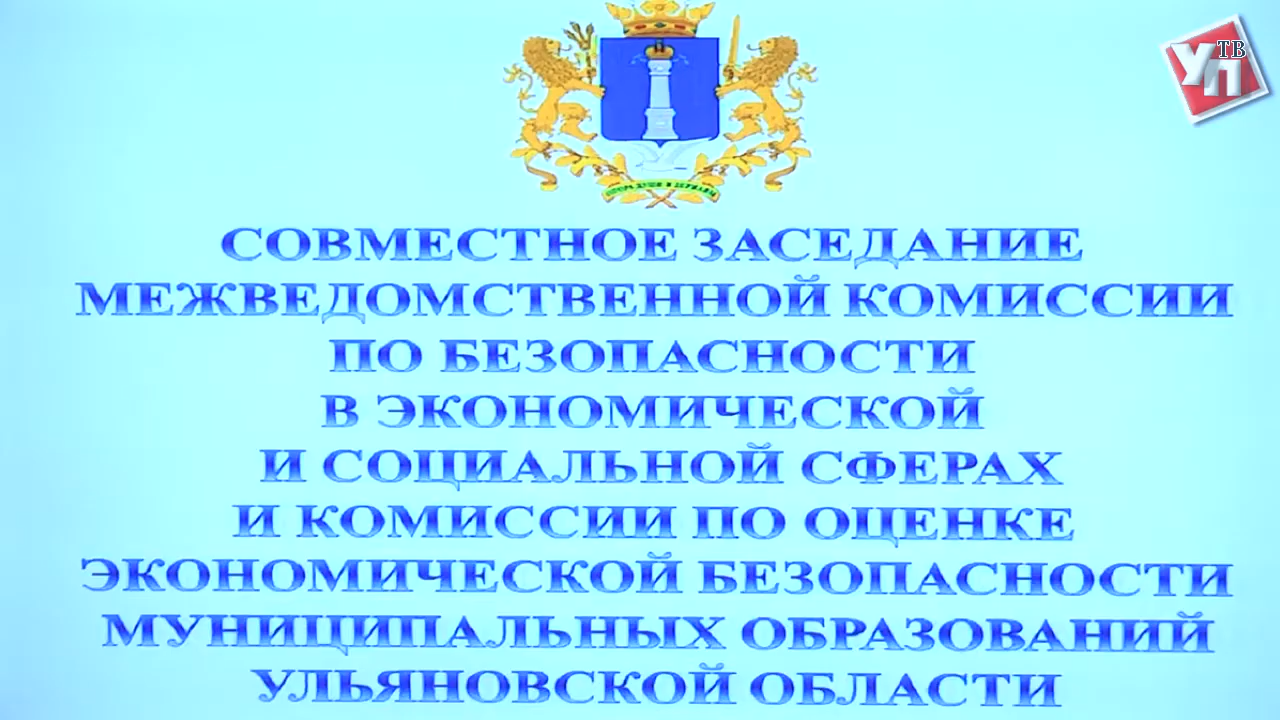 УП ТВ
СОВМЕСТНОЕ ЗАСЕДАНИЕ
МЕЖВЕДОМСТВЕННОЙ КОМИССИИ
ПО БЕЗОПАСНОСТИ
В ЭКОНОМИЧЕСКОЙ
И СОЦИАЛЬНОЙ СФЕРАХ
И КОМИССИИ ПО ОЦЕНКЕ
ЭКОНОМИЧЕСКОЙ БЕЗОПАСНОСТИ
МУНИЦИПАЛЬНЫХ ОБРАЗОВАНИЙ
УЛЬЯНОВСКОЙ ОБЛАСТИ